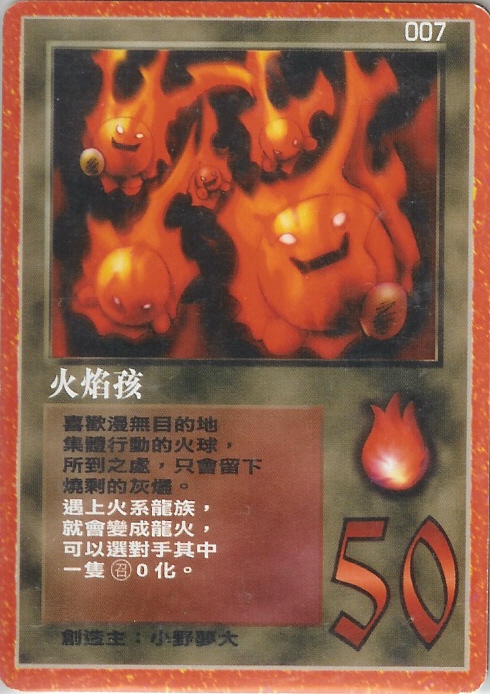 007
火焰孩
喜歡漫無目的地
集體行動的火球，
所到之處，只會留下
燒剩的灰燼。
遇上火系龍族，
就會變成龍火，
可以選對手其中
一隻㊁0化。
50
創造主：小野夢大